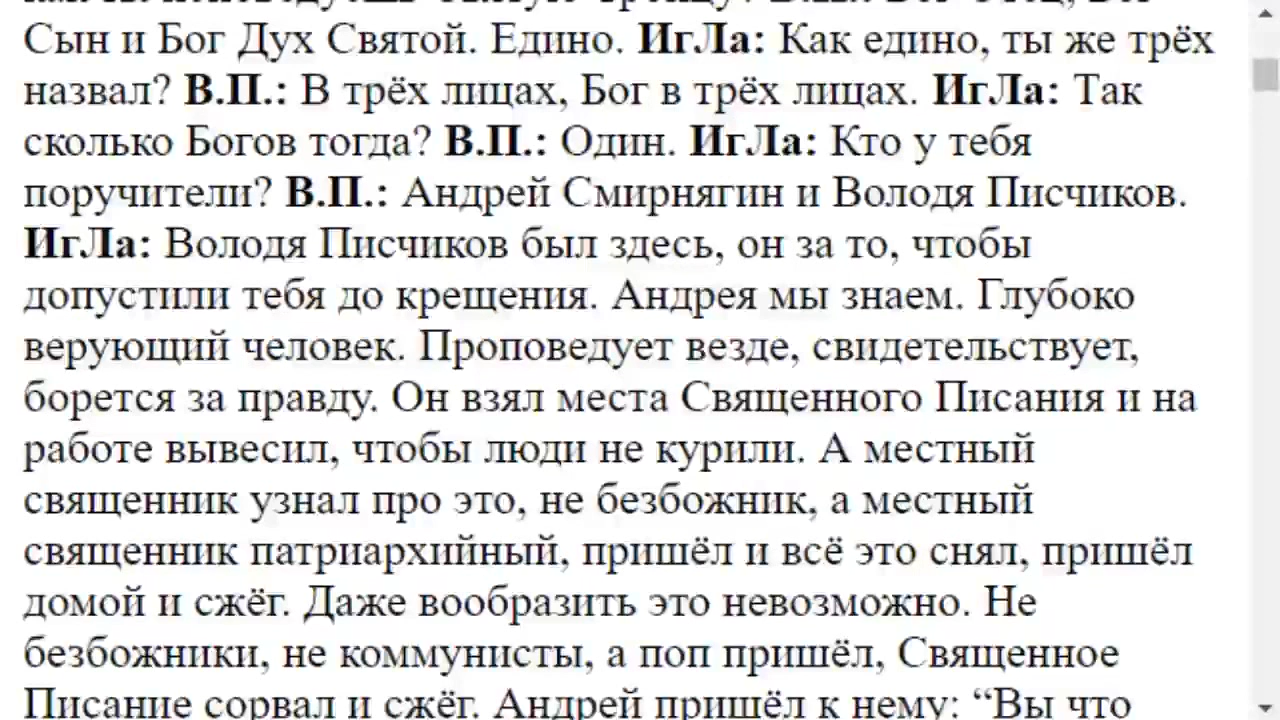 Сын и Бог Дух Святой. Едино. ИгЛа: Как едино, ты же трёх
назвал? В.П.: В трёх лицах, Бог в трёх лицах. ИгЛа: Так
сколько Богов тогда? В.П.: Один. ИгЛа: Кто у тебя
поручители? В.П.: Андрей Смирнягин и Володя Писчиков.
ИгЛа: Володя Писчиков был здесь, он за то, чтобы
допустили тебя до крещения. Андрея мы знаем. Глубоко
верующий человек. Проповедует везде, свидетельствует,
борется за правду. Он взял места Священного Писания и на
работе вывесил, чтобы люди не курили. А местный
священник узнал про это, не безбожник, а местный
священник патриархийный, пришёл и всё это снял, пришёл
домой и сжёг. Даже вообразить это невозможно. Не
безбожники, не коммунисты, а поп пришёл, Священное
Писание сорвал и сжёг. Андрей пришёл к нему: “Вы что